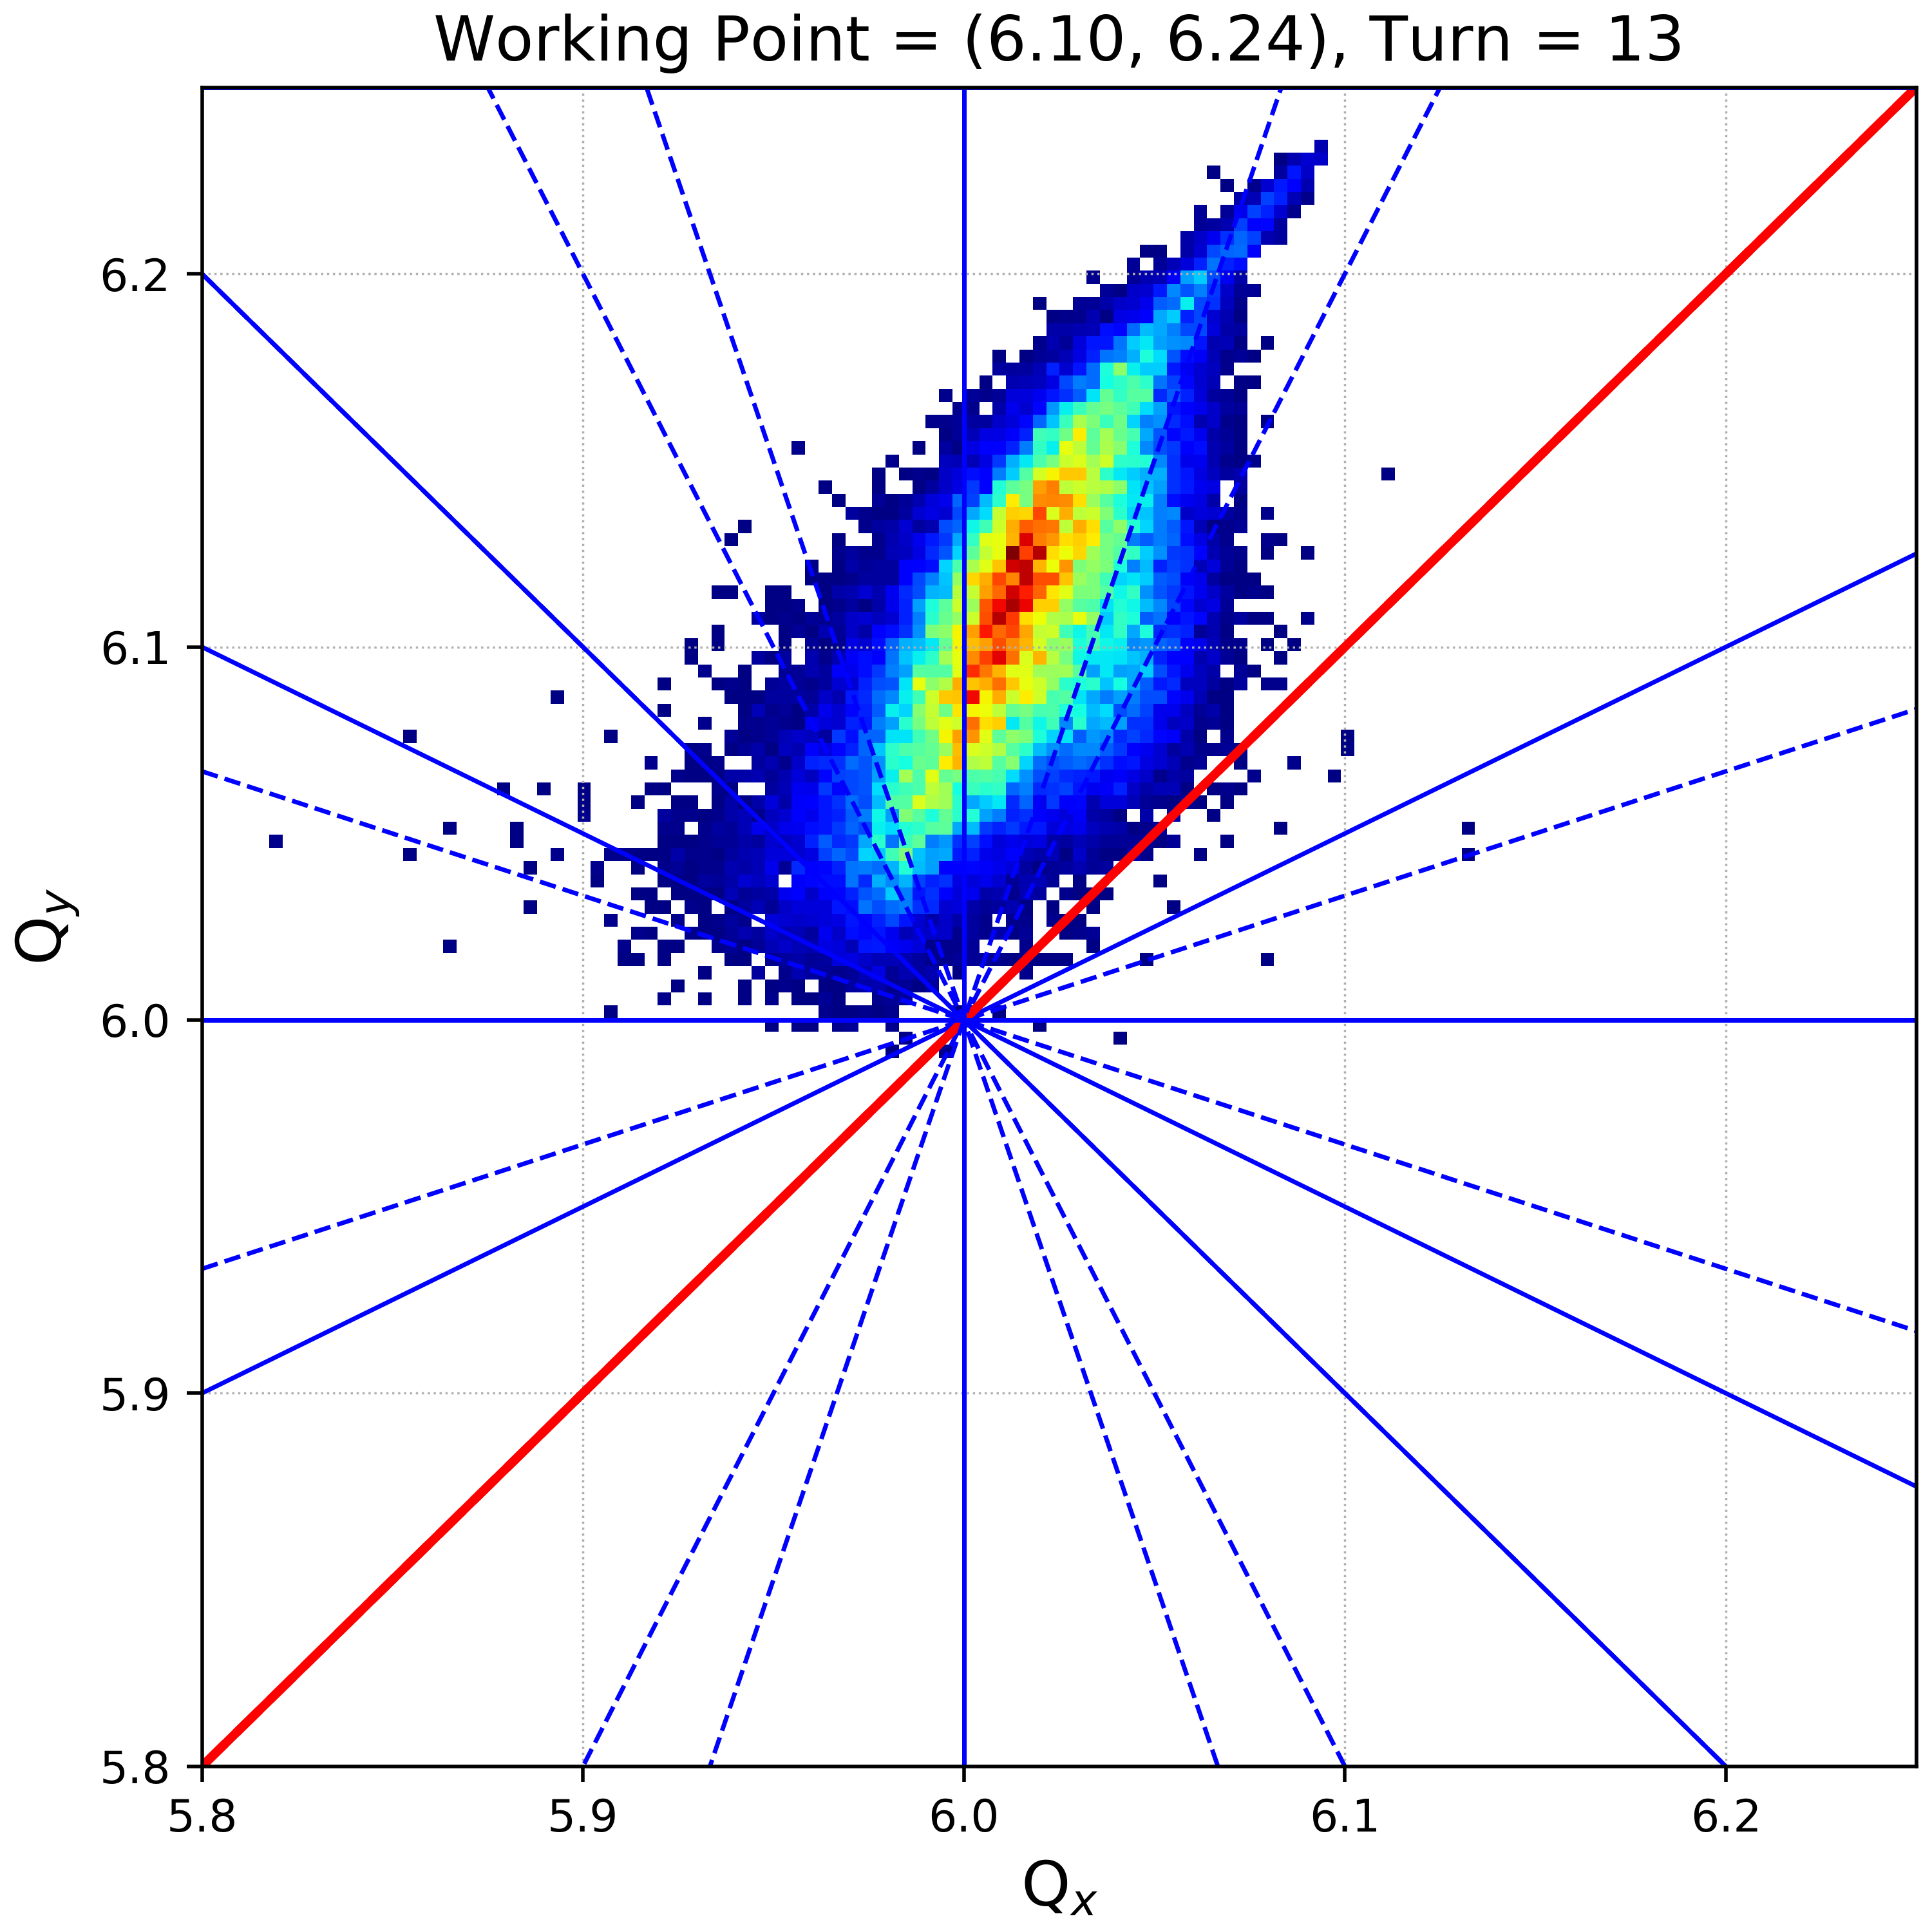 Working Point = (6.10, 6.24), Turn = 13
6.2
6.1
6.0
5.9
5.8
Qy
5.8 5.9 6.0 6.1 6.2
Qx